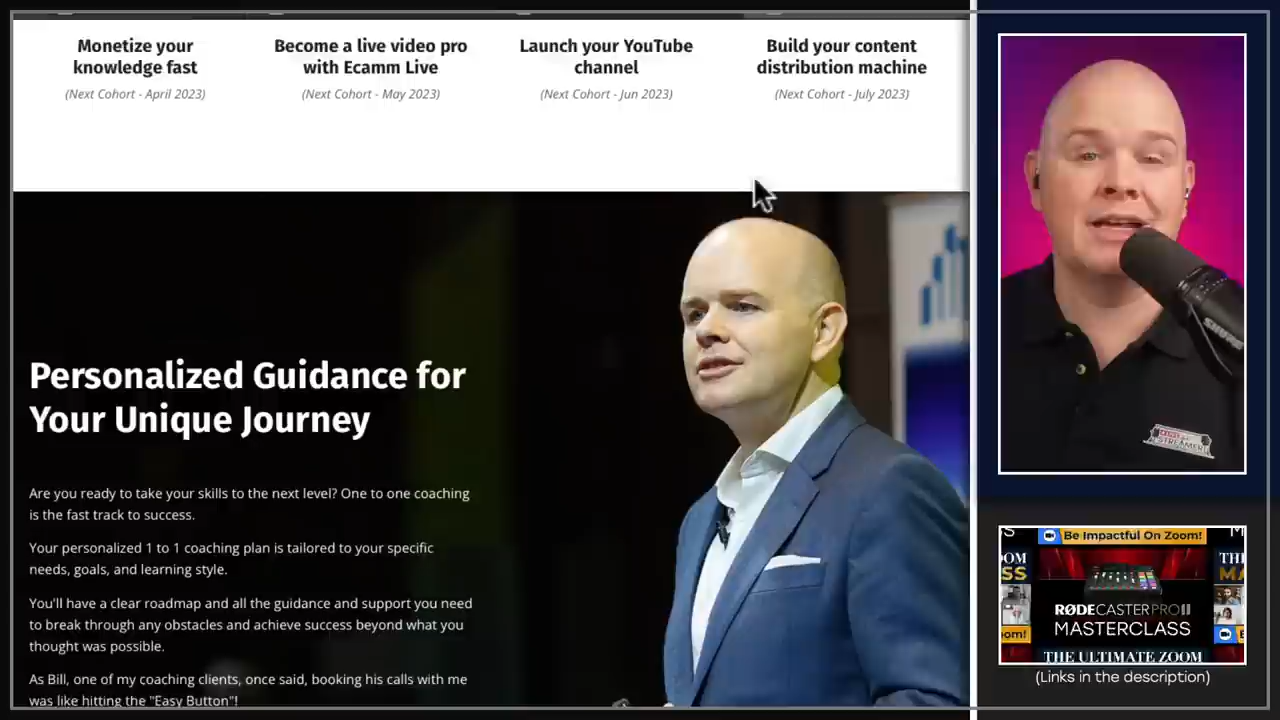 Monetize your
knowledge fast
(Next Cohort - April 2023)
Become a live video pro
with Ecamm Live
(Next Cohort - May 2023)
Launch your YouTube
channel
(Next Cohort - Jun 2023)
Build your content
distribution machine
(Next Cohort - July 2023)
Personalized Guidance for
Your Unique Journey
Are you ready to take your skills to the next level? One to one coaching
is the fast track to success.
Your personalized 1 to 1 coaching plan is tailored to your specific
needs, goals, and learning style.
You'll have a clear roadmap and all the guidance and support you need
to break through any obstacles and achieve success beyond what you
thought was possible.
As Bill, one of my coaching clients, once said, booking his calls with me
was like hitting the "Easy Button"!
SHURE
Be Impactful On Zoom!
RØDECASTERPROII
MASTERCLASS
THE ULTIMATE ZOOM
(Links in the description)